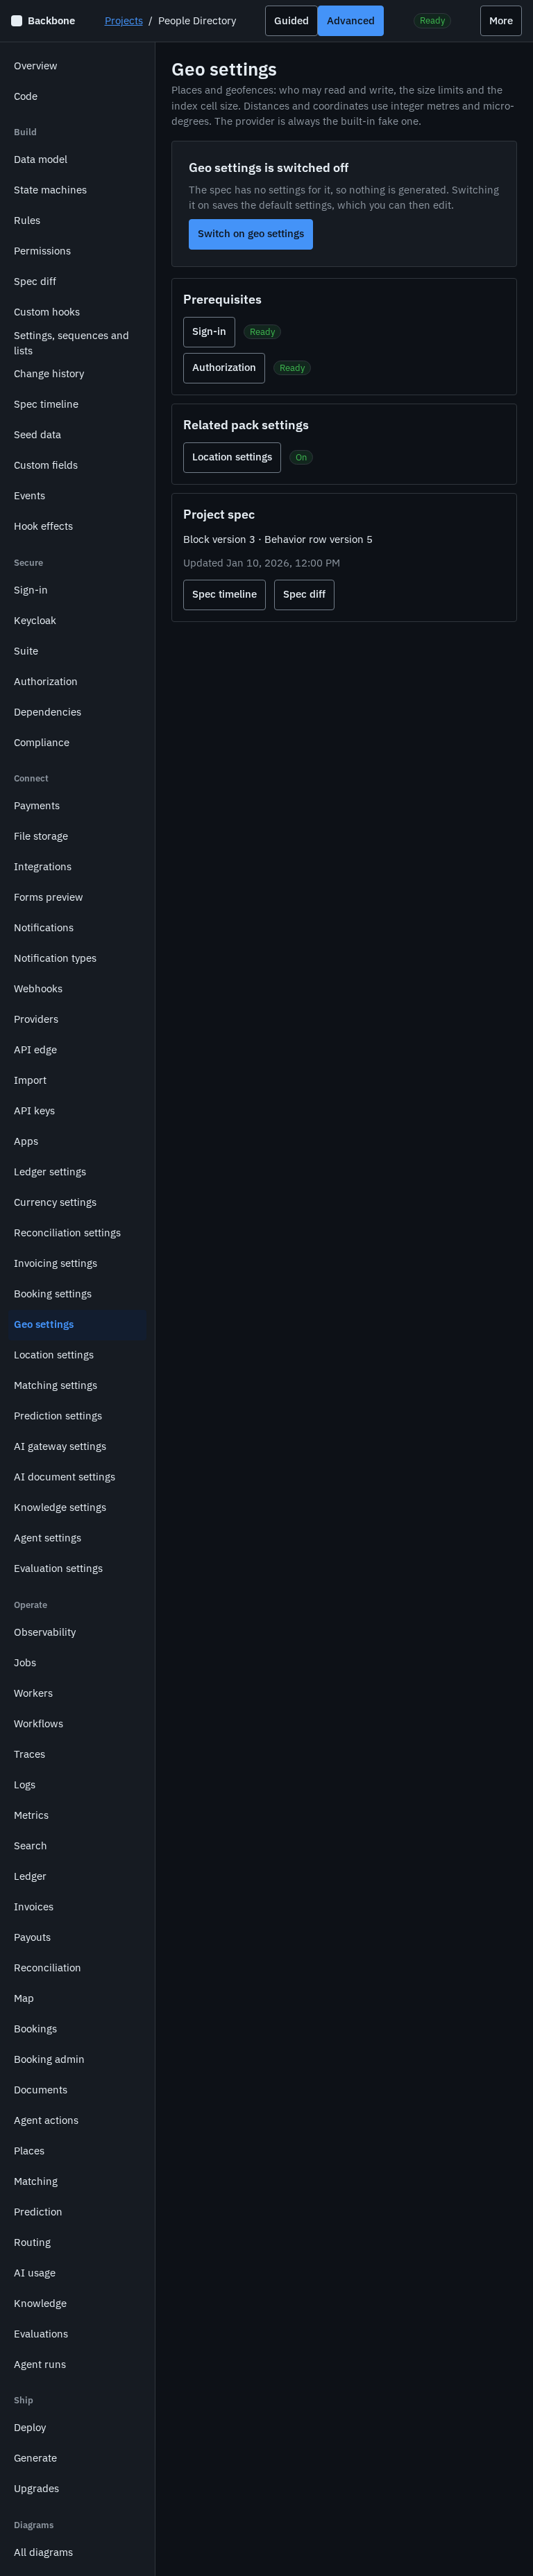 Backbone
Projects / People Directory
Guided
Advanced
Ready
More
Overview
Code
Build
Data model
State machines
Rules
Permissions
Spec diff
Custom hooks
Settings, sequences and
lists
Change history
Spec timeline
Seed data
Custom fields
Events
Hook effects
Secure
Sign-in
Keycloak
Suite
Authorization
Dependencies
Compliance
Connect
Payments
File storage
Integrations
Forms preview
Notifications
Notification types
Webhooks
Providers
API edge
Import
API keys
Apps
Ledger settings
Currency settings
Reconciliation settings
Invoicing settings
Booking settings
Geo settings
Location settings
Matching settings
Prediction settings
AI gateway settings
AI document settings
Knowledge settings
Agent settings
Evaluation settings
Operate
Observability
Jobs
Workers
Workflows
Traces
Logs
Metrics
Search
Ledger
Invoices
Payouts
Reconciliation
Map
Bookings
Booking admin
Documents
Agent actions
Places
Matching
Prediction
Routing
AI usage
Knowledge
Evaluations
Agent runs
Ship
Deploy
Generate
Upgrades
Diagrams
All diagrams
Geo settings
Places and geofences: who may read and write, the size limits and the
index cell size. Distances and coordinates use integer metres and micro-
degrees. The provider is always the built-in fake one.
Geo settings is switched off
The spec has no settings for it, so nothing is generated. Switching
it on saves the default settings, which you can then edit.
Switch on geo settings
Prerequisites
Sign-in
Ready
Authorization
Ready
Related pack settings
Location settings
On
Project spec
Block version 3 · Behavior row version 5
Updated Jan 10, 2026, 12:00 PM
Spec timeline
Spec diff